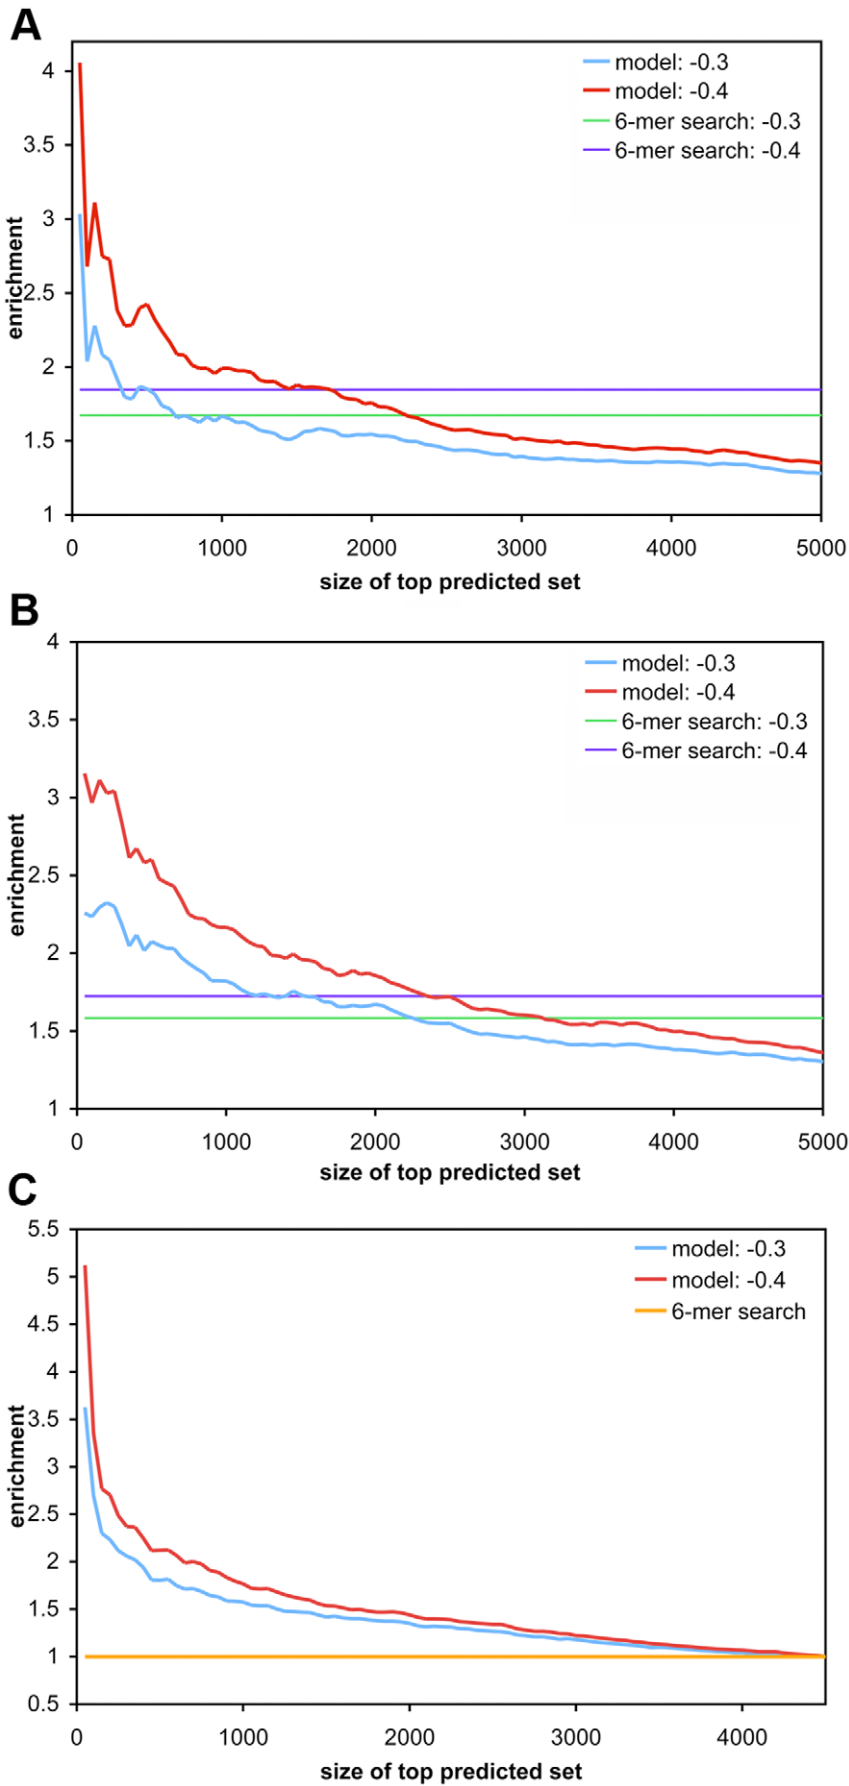 A
4
3.5
3
2.5
2
1.5
1
enrichment
model: -0.3
model: -0.4
6-mer search: -0.3
6-mer search: -0.4
0 1000 2000 3000 4000 5000
size of top predicted set
B
4
3.5
3
2.5
2
1.5
1
enrichment
model: -0.3
model: -0.4
6-mer search: -0.3
6-mer search: -0.4
0 1000 2000 3000 4000 5000
size of top predicted set
C
5.5
5
4.5
4
3.5
3
2.5
2
1.5
1
0.5
enrichment
model: -0.3
model: -0.4
6-mer search
0 1000 2000 3000 4000
size of top predicted set